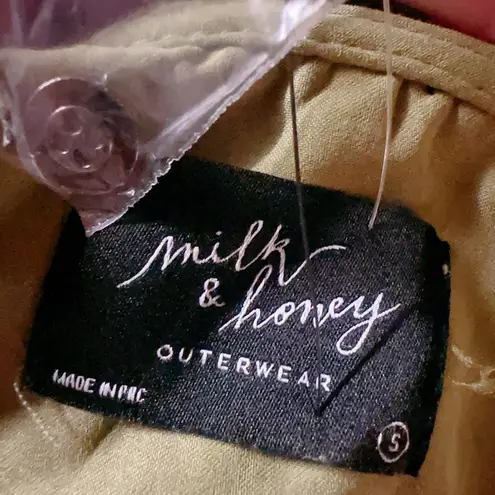 milk
& honey
OUTERWEAR
MADE IN PRC
S